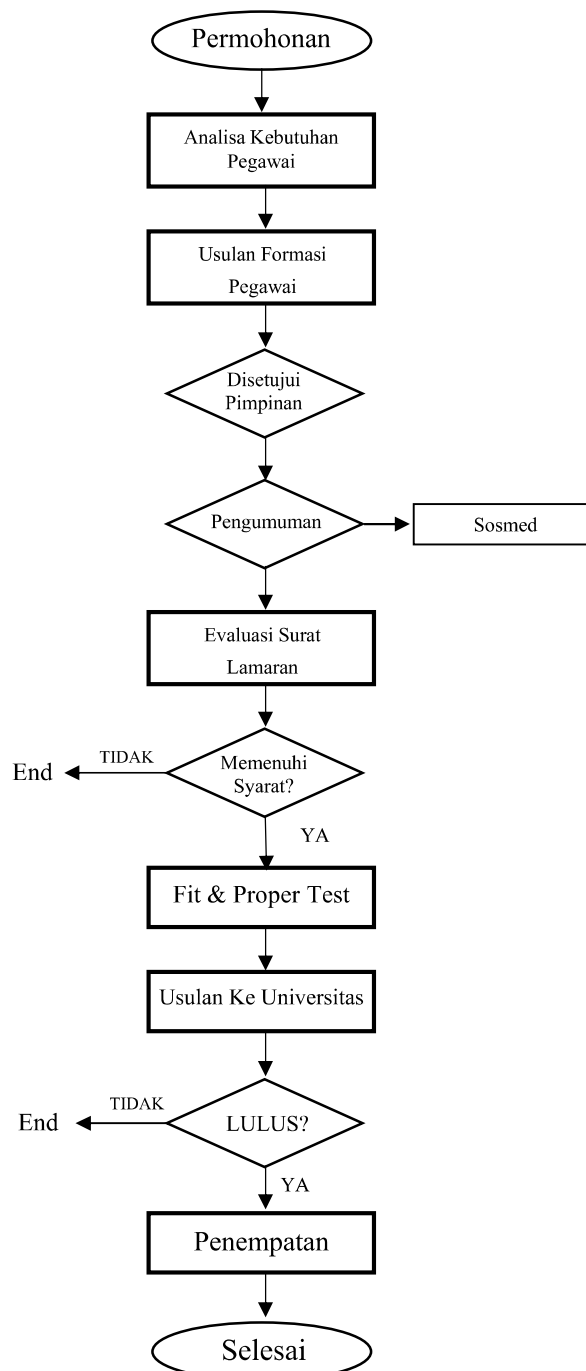 Permohonan
Analisa Kebutuhan
Pegawai
Usulan Formasi
Pegawai
Disetujui
Pimpinan
Pengumuman
Sosmed
Evaluasi Surat
Lamaran
Memenuhi
Syarat?
TIDAK
End
YA
Fit & Proper Test
Usulan Ke Universitas
LULUS?
TIDAK
End
YA
Penempatan
Selesai